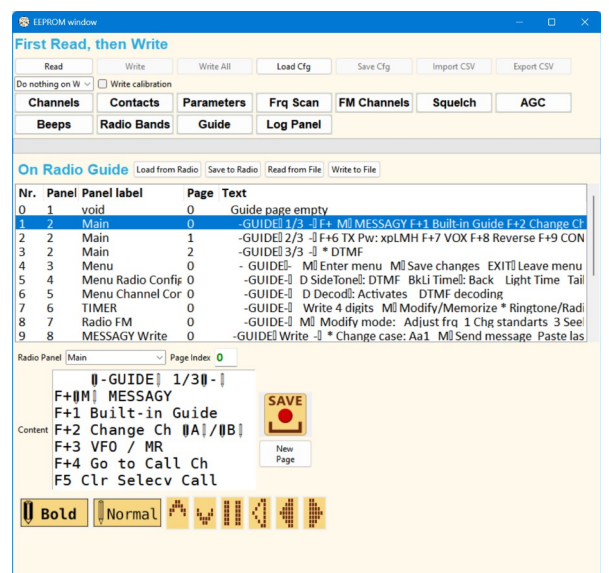 EEPROM window
First Read, then Write
Read Write Write All Load Cfg Save Cfg Import CSV Export CSV
Do nothing on W Write calibration
Channels Contacts Parameters Frq Scan FM Channels Squelch AGC
Beeps Radio Bands Guide Log Panel
On Radio Guide Load from Radio Save to Radio Read from File Write to File
Nr. Panel Panel label Page Text
0 1 void 0 Guide page empty
1 2 Main 0 -GUIDE 1/3 - F+ M MESSAGY F+1 Built-in Guide F+2 Change Ch
2 2 Main 1 -GUIDE 2/3 - F+6 TX Pw: xpLMH F+7 VOX F+8 Reverse F+9 CON
3 2 Main 2 -GUIDE 3/3 - * DTMF
4 3 Menu 0 - GUIDE- M Enter menu M Save changes EXIT Leave menu
5 4 Menu Radio Config 0 -GUIDE- D SideTone: DTMF BkLi Time: Back Light Time Tail
6 5 Menu Channel Cor 0 -GUIDE- D Decod: Activates DTMF decoding
7 6 TIMER 0 -GUIDE- Write 4 digits M Modify/Memorize * Ringtone/Radi
8 7 Radio FM 0 -GUIDE- M Modify mode: Adjust frq 1 Chg standarts 3 Seel
9 8 MESSAGY Write 0 -GUIDE Write - * Change case: Aa1 M Send message Paste las
Radio Panel Main Page Index 0
-GUIDE 1/3 -
F+M MESSAGY
F+1 Built-in Guide
Content F+2 Change Ch A/B
F+3 VFO / MR
F+4 Go to Call Ch
F5 Clr Selecv Call
SAVE
New
Page
Bold Normal